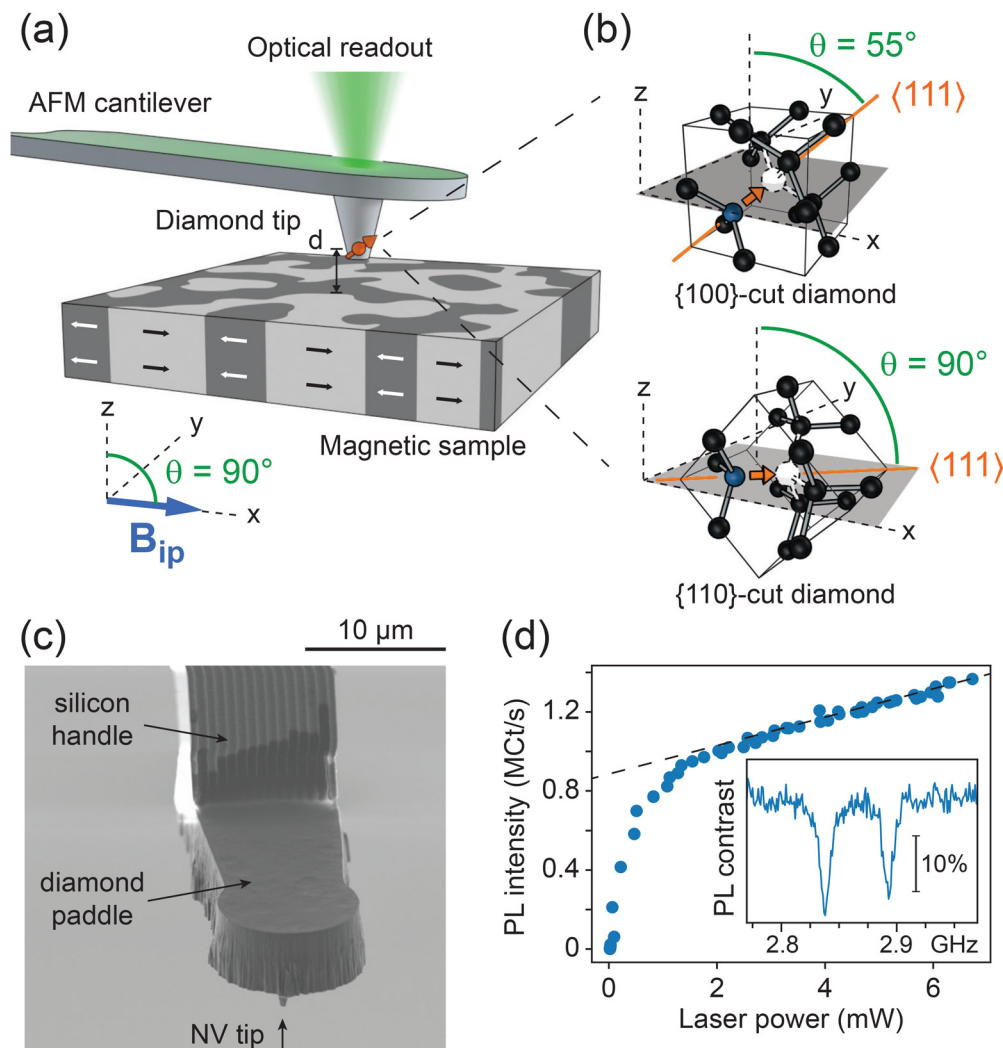 (a)
Optical readout
AFM cantilever
Diamond tip
d
Magnetic sample
z
y
θ = 90°
x
B_ip
(b)
θ = 55°
⟨111⟩
z
y
x
{100}-cut diamond
θ = 90°
z
y
⟨111⟩
x
{110}-cut diamond
(c)
10 µm
silicon
handle
diamond
paddle
NV tip
(d)
PL intensity (MCt/s)
1.2
0.8
0.4
0
PL contrast
10%
2.8
2.9
GHz
0
2
4
6
Laser power (mW)